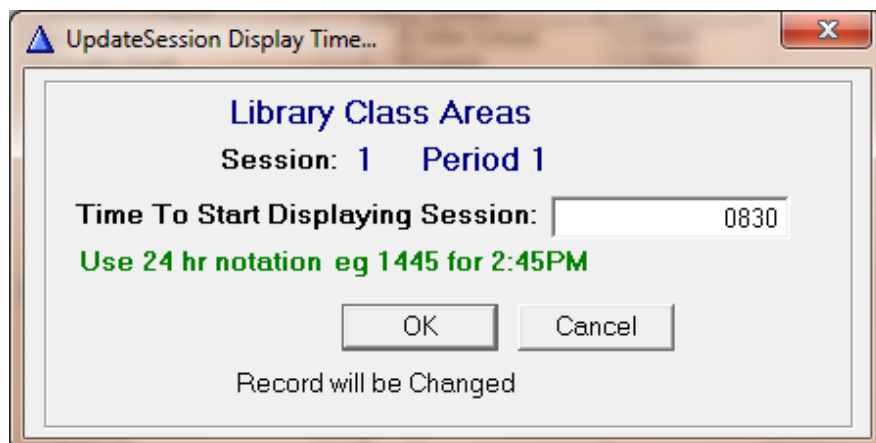 UpdateSession Display Time...
Library Class Areas
Session: 1 Period 1
Time To Start Displaying Session: 0830
Use 24 hr notation eg 1445 for 2:45PM
OK Cancel
Record will be Changed